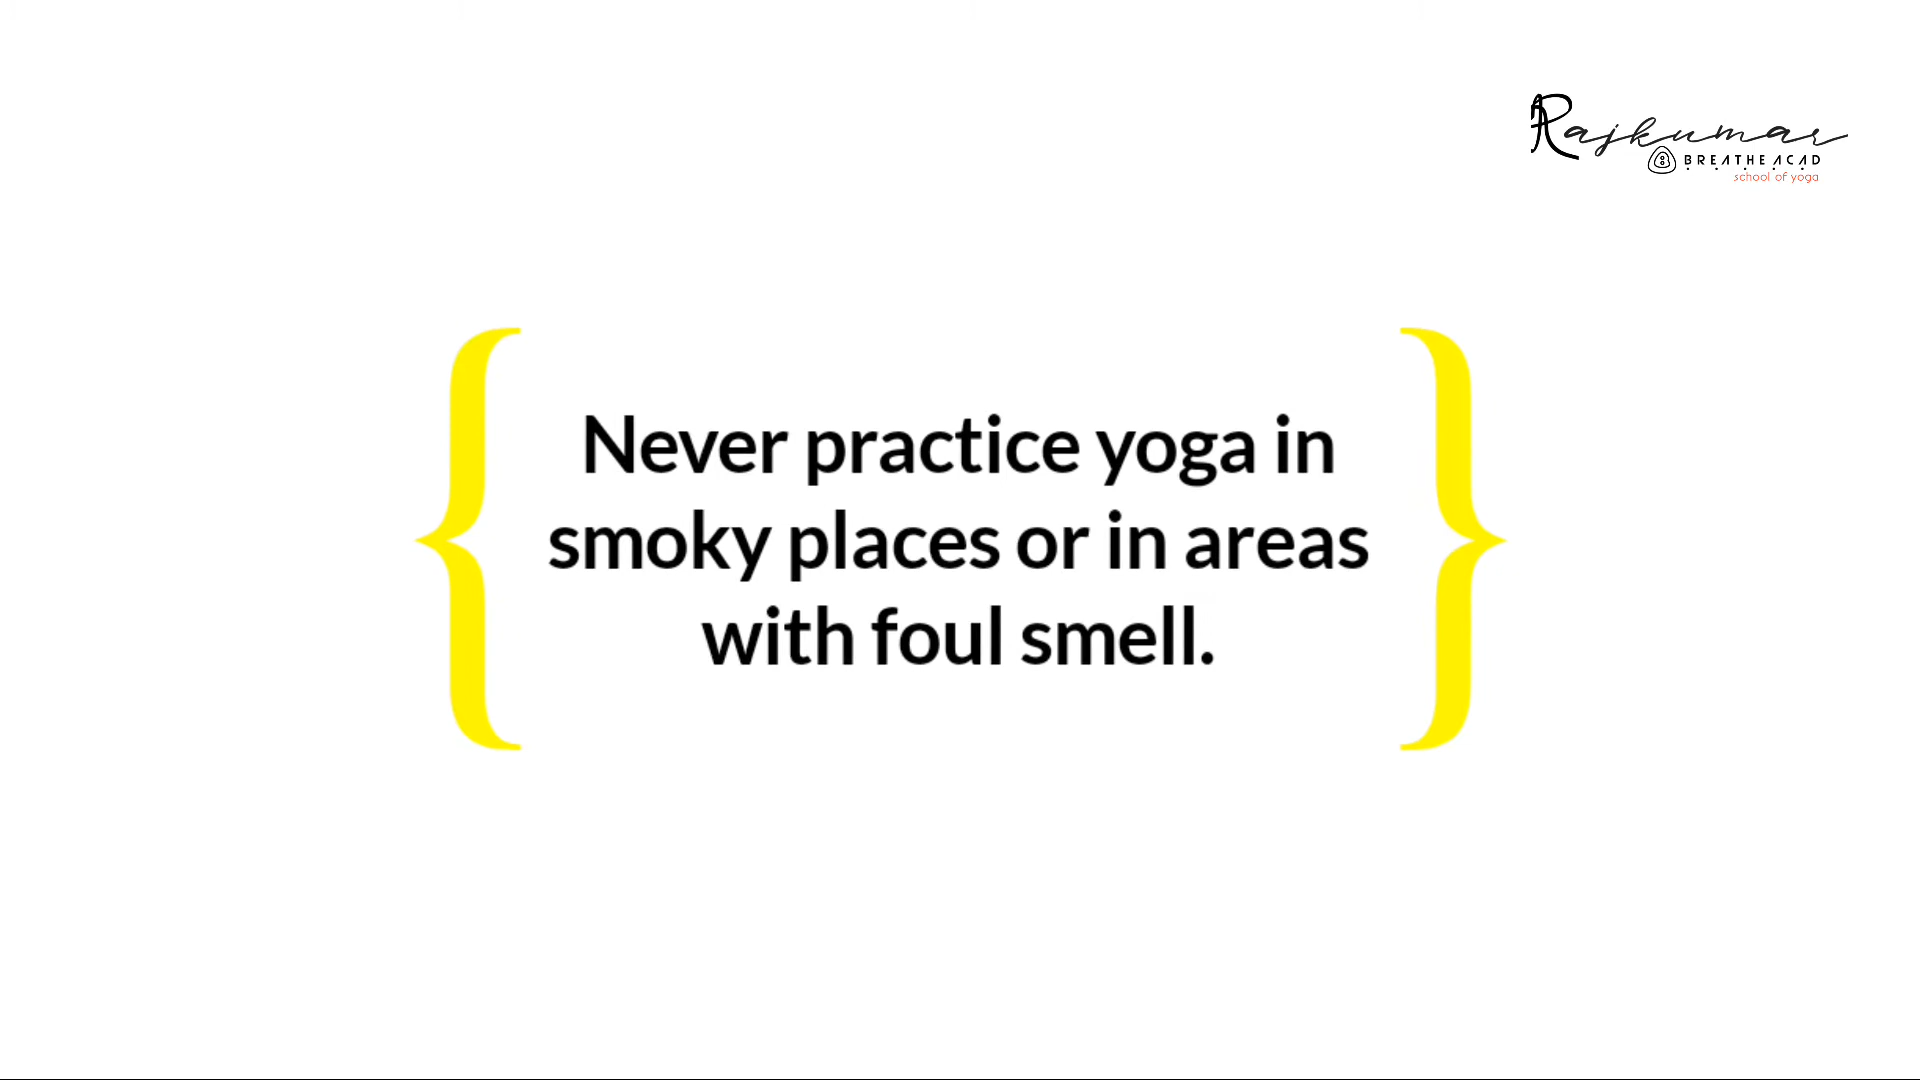 Rajkumar
BREATHE ACAD
school of yoga
Never practice yoga in
smoky places or in areas
with foul smell.